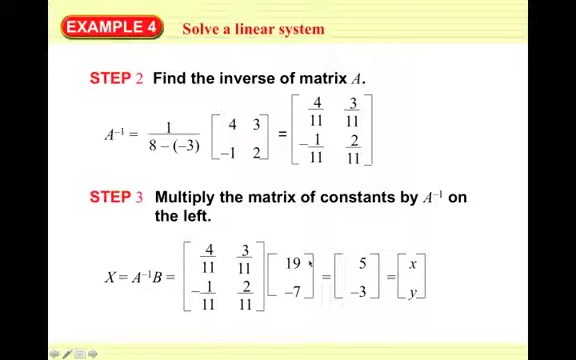 EXAMPLE 4 Solve a linear system
STEP 2 Find the inverse of matrix A.
A⁻¹ = 1/(8 – (–3)) [4 3; –1 2] = [4/11 3/11; –1/11 2/11]
STEP 3 Multiply the matrix of constants by A⁻¹ on
the left.
X = A⁻¹B = [4/11 3/11; –1/11 2/11] [19; –7] = [5; –3] = [x; y]